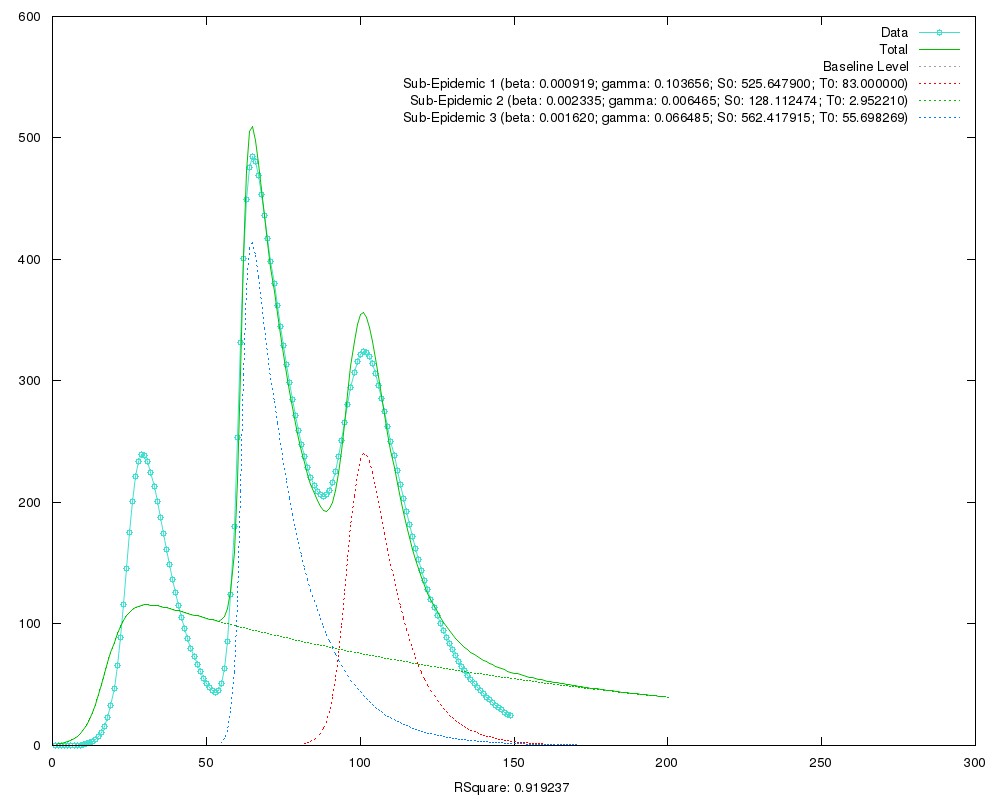 600
500
400
300
200
100
0
0 50 100 150 200 250 300
Data
Total
Baseline Level
Sub-Epidemic 1 (beta: 0.000919; gamma: 0.103656; S0: 525.647900; T0: 83.000000)
Sub-Epidemic 2 (beta: 0.002335; gamma: 0.006465; S0: 128.112474; T0: 2.952210)
Sub-Epidemic 3 (beta: 0.001620; gamma: 0.066485; S0: 562.417915; T0: 55.698269)
RSquare: 0.919237